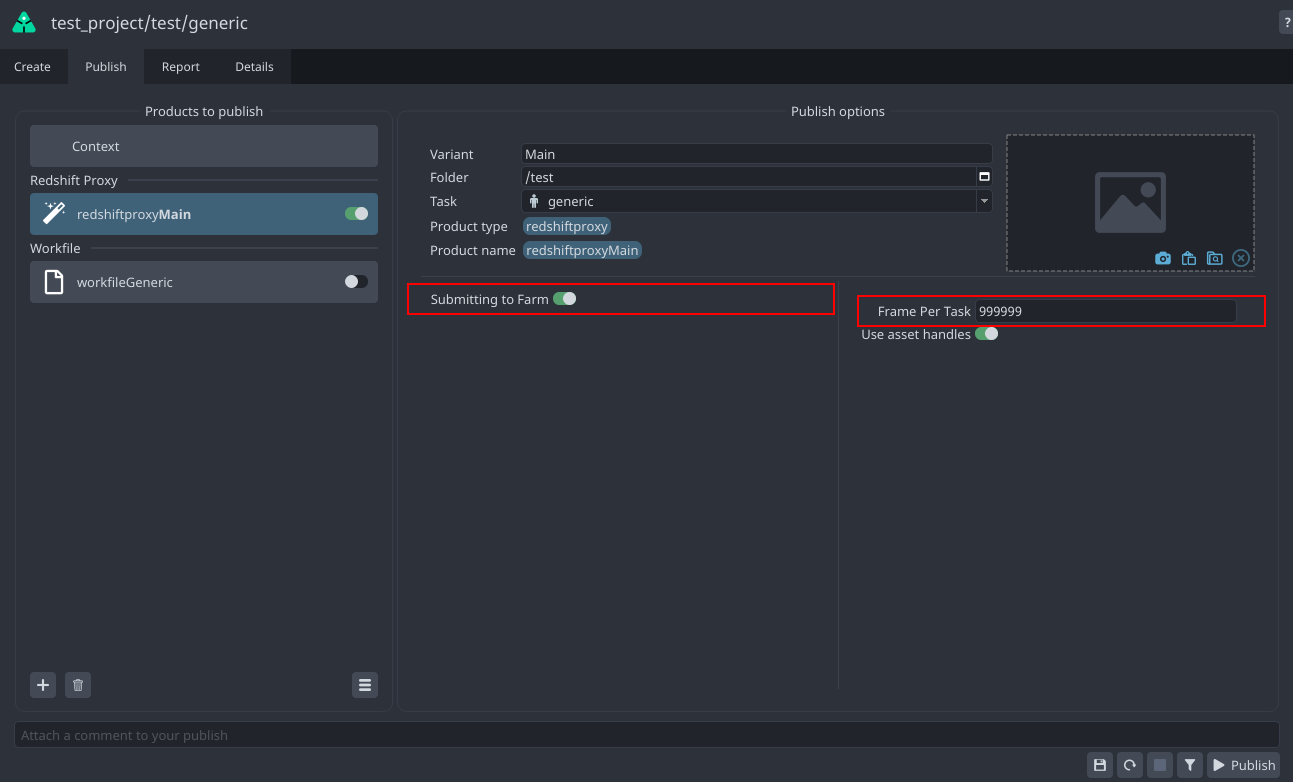 test_project/test/generic
?
Create Publish Report Details
Products to publish
Context
Redshift Proxy
redshiftproxyMain
Workfile
workfileGeneric
Publish options
Variant Main
Folder /test
Task generic
Product type redshiftproxy
Product name redshiftproxyMain
Submitting to Farm
Frame Per Task 999999
Use asset handles
Attach a comment to your publish
Publish